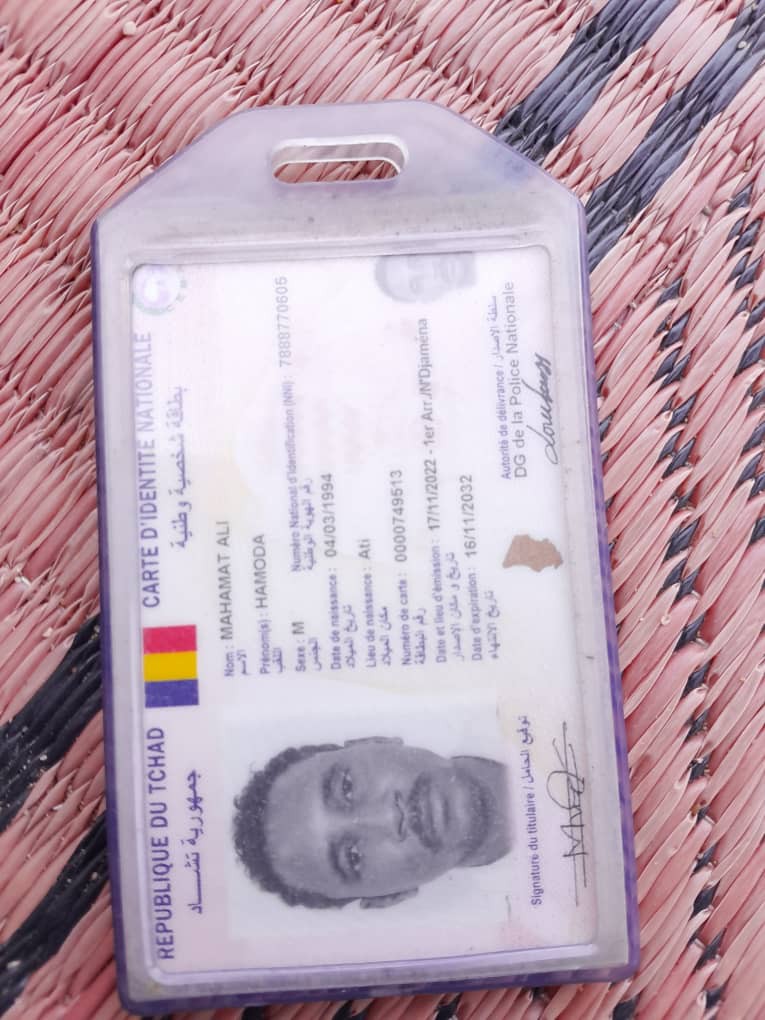 REPUBLIQUE DU TCHAD
جمهورية تشاد
CARTE D'IDENTITE NATIONALE
بطاقة شخصية وطنية
Nom : MAHAMAT ALI
الاسم
Prénom(s) : HAMODA
اللقب
Sexe : M
الجنس
Numéro National d'Identification (NNI) : 7888770605
رقم الهوية الوطنية
Date de naissance : 04/03/1994
تاريخ الميلاد
Lieu de naissance : Ati
مكان الميلاد
Numéro de carte : 0000749513
رقم البطاقة
Date et lieu d'émission : 17/11/2022 - 1er Arr./N'Djaména
تاريخ و مكان الاصدار
Date d'expiration : 16/11/2032
تاريخ الانتهاء
Signature du titulaire / توقيع الحامل
Autorité de délivrance / سلطة الاصدار
DG de la Police Nationale